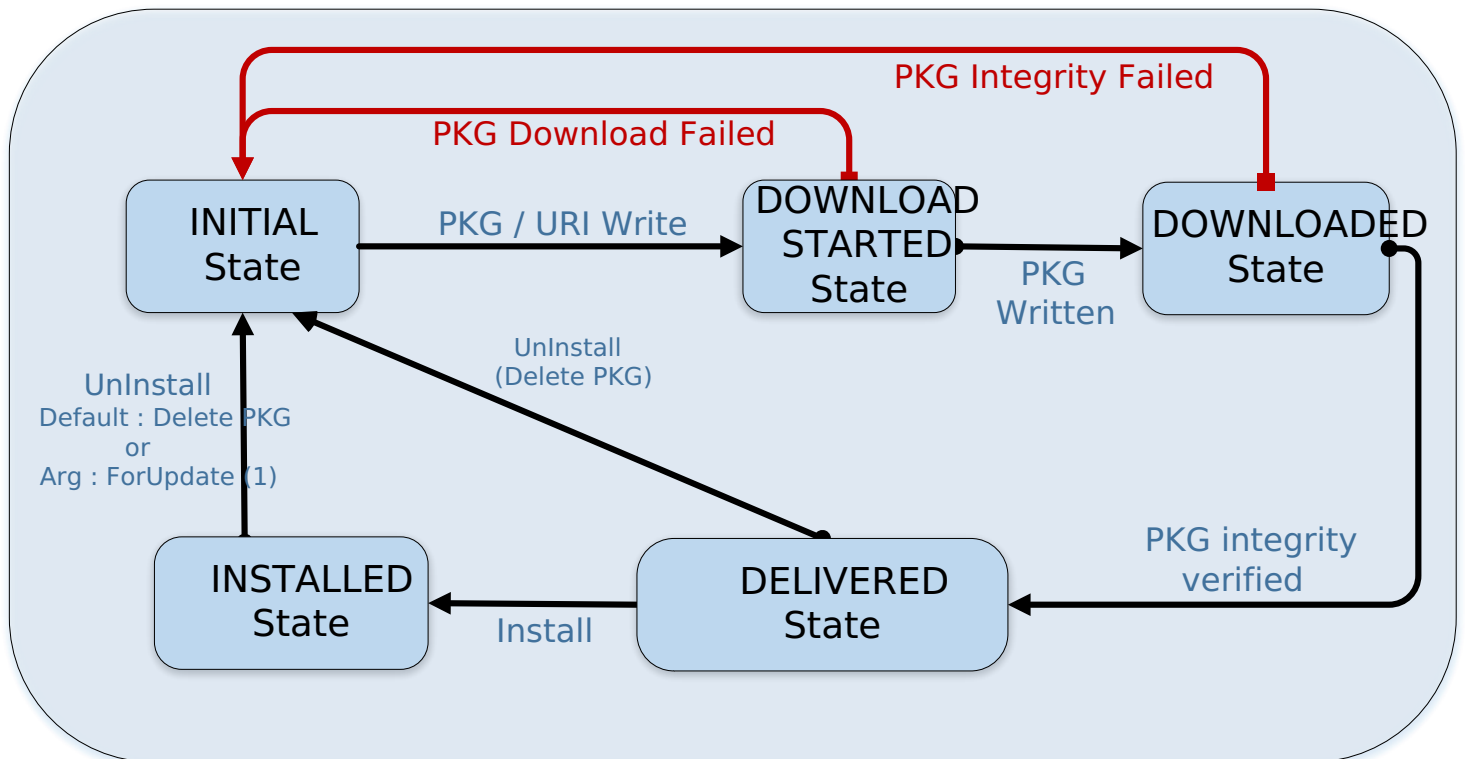 PKG Integrity Failed
PKG Download Failed
INITIAL
State
PKG / URI Write
DOWNLOAD
STARTED
State
PKG
Written
DOWNLOADED
State
UnInstall
(Delete PKG)
UnInstall
Default : Delete PKG
or
Arg : ForUpdate (1)
PKG integrity
verified
INSTALLED
State
Install
DELIVERED
State